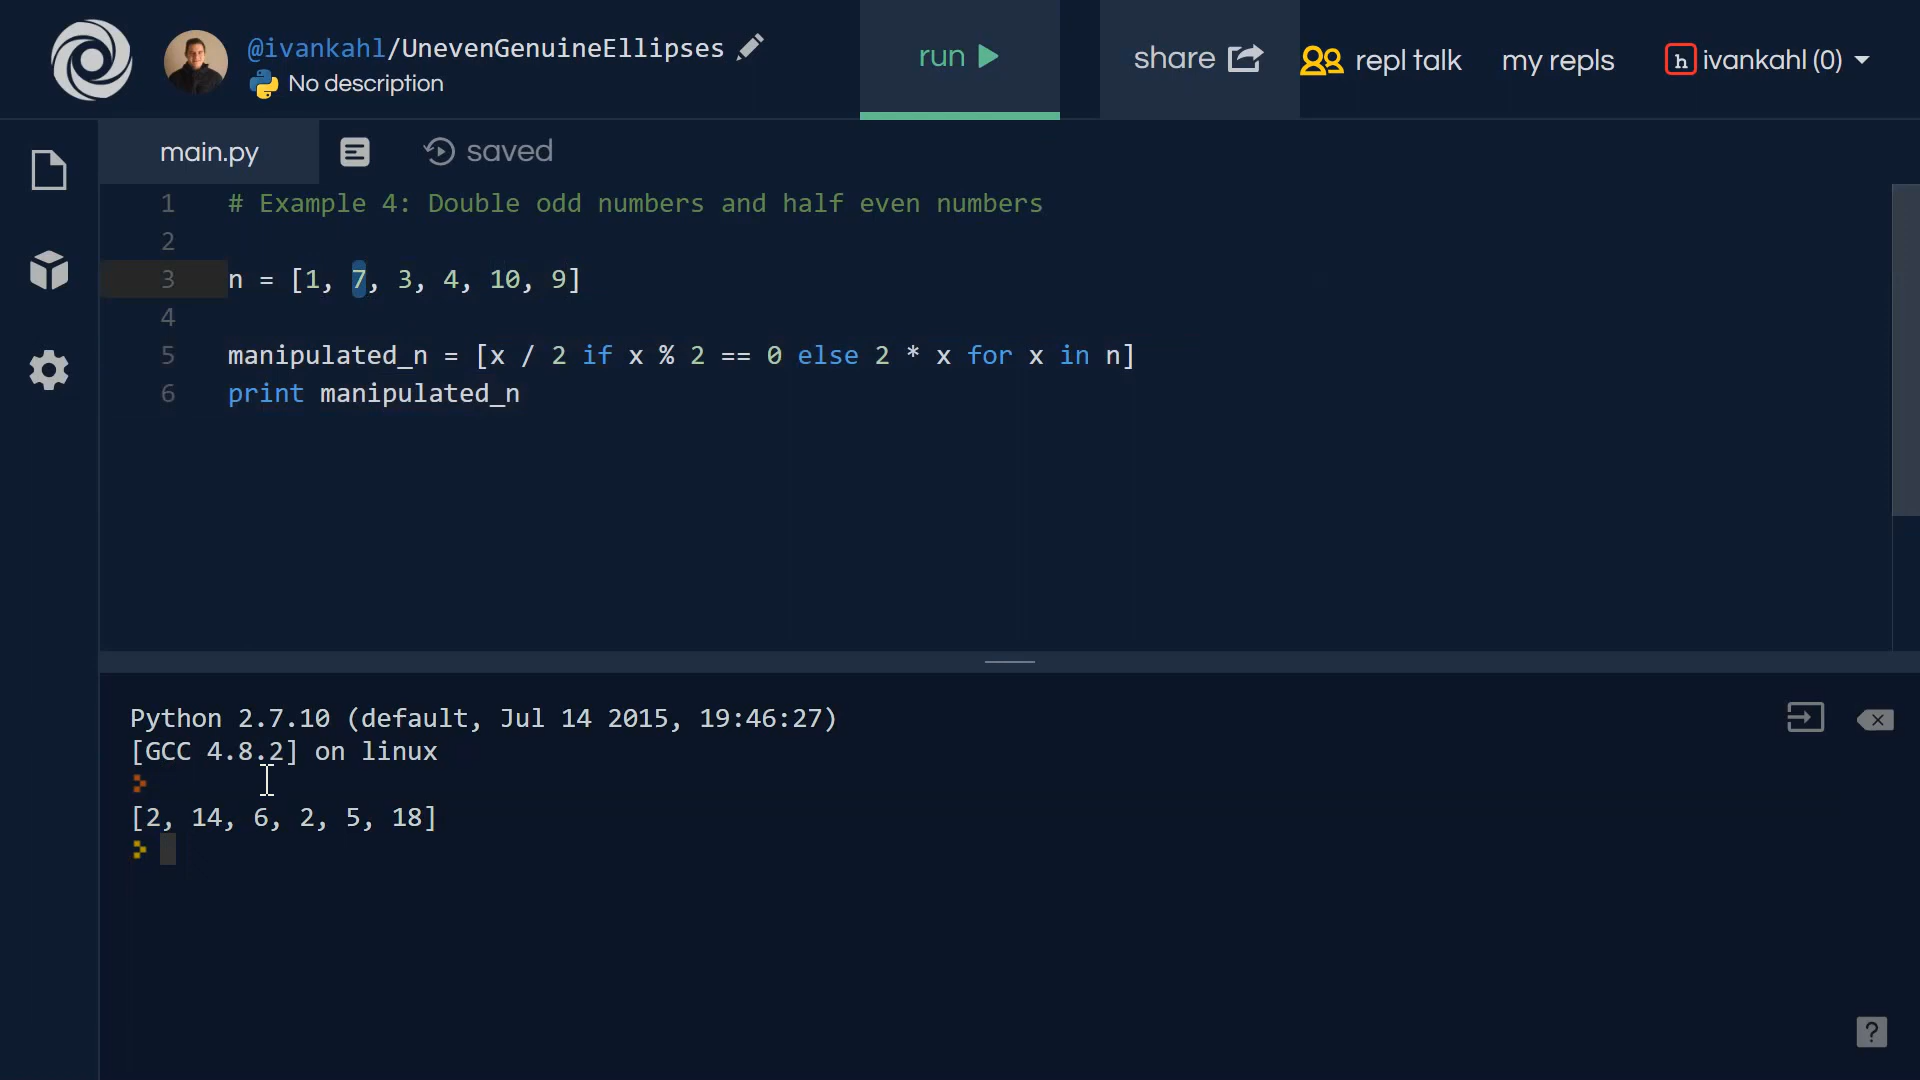 @ivankahl/UnevenGenuineEllipses
No description
run
share
repl talk
my repls
h ivankahl (0)
main.py
saved
1 # Example 4: Double odd numbers and half even numbers
2
3 n = [1, 7, 3, 4, 10, 9]
4
5 manipulated_n = [x / 2 if x % 2 == 0 else 2 * x for x in n]
6 print manipulated_n
Python 2.7.10 (default, Jul 14 2015, 19:46:27)
[GCC 4.8.2] on linux
[2, 14, 6, 2, 5, 18]
?